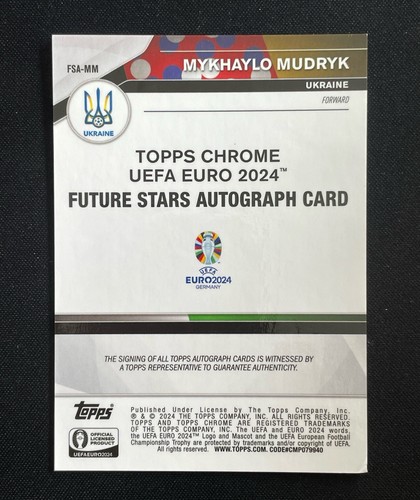 FSA-MM
MYKHAYLO MUDRYK
UKRAINE
FORWARD
UKRAINE
TOPPS CHROME
UEFA EURO 2024™
FUTURE STARS AUTOGRAPH CARD
UEFA
EURO2024
GERMANY
THE SIGNING OF ALL TOPPS AUTOGRAPH CARDS IS WITNESSED BY
A TOPPS REPRESENTATIVE TO GUARANTEE AUTHENTICITY.
topps
OFFICIAL
LICENSED
PRODUCT
UEFA EURO2024
Published Under License by The Topps Company, Inc.
® & © 2024 THE TOPPS COMPANY, INC. ALL RIGHTS RESERVED.
TOPPS AND TOPPS CHROME ARE REGISTERED TRADEMARKS
OF THE TOPPS COMPANY, INC. The UEFA and EURO 2024 words,
the UEFA EURO 2024™ Logo and Mascot and the UEFA European Football
Championship Trophy are protected by trademarks and/or copyright of UEFA.
All rights reserved. WWW.TOPPS.COM. CODE#CMP079940